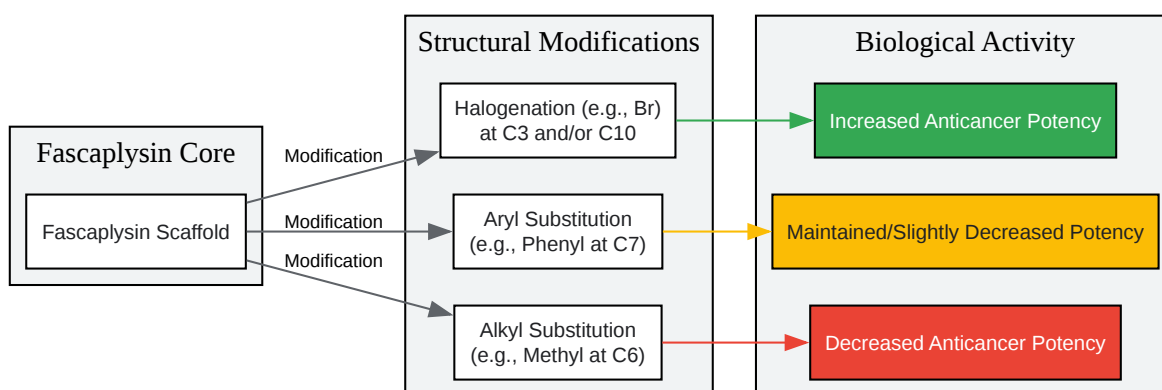 Fascaplysin Core
Fascaplysin Scaffold
Modification
Modification
Modification
Structural Modifications
Halogenation (e.g., Br)
at C3 and/or C10
Aryl Substitution
(e.g., Phenyl at C7)
Alkyl Substitution
(e.g., Methyl at C6)
Biological Activity
Increased Anticancer Potency
Maintained/Slightly Decreased Potency
Decreased Anticancer Potency